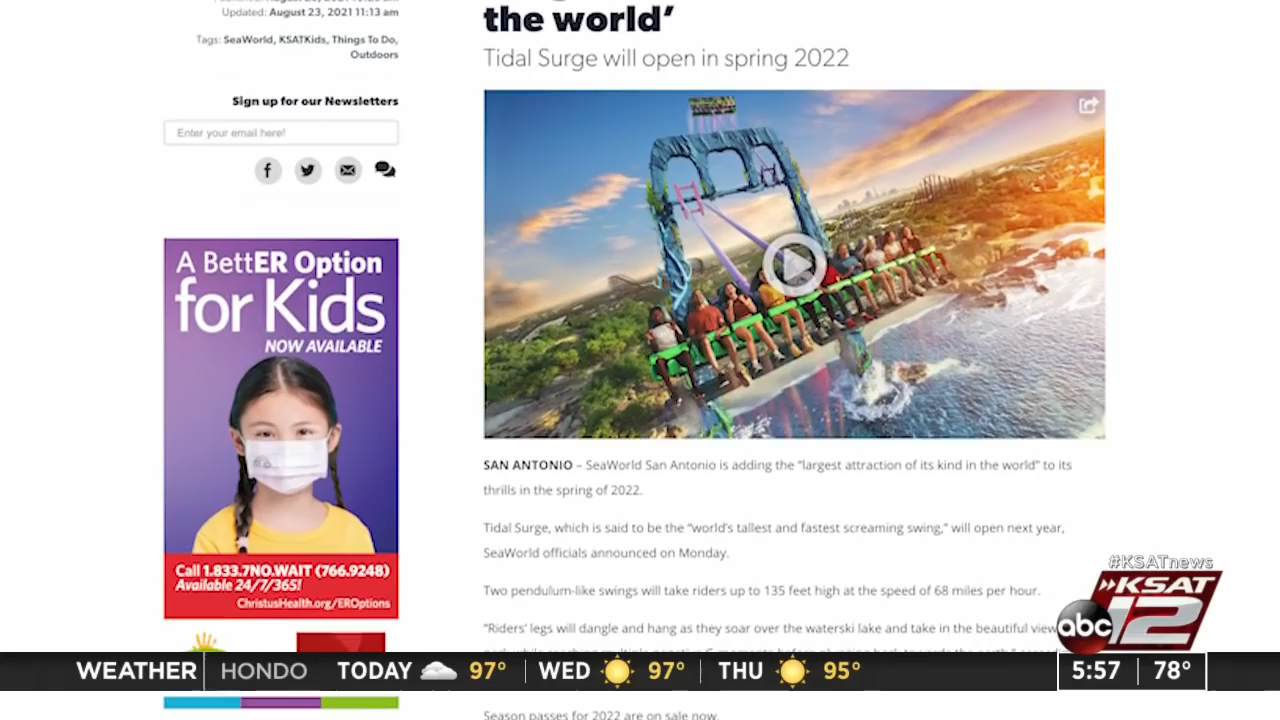 Updated: August 23, 2021 11:13 am
Tags: SeaWorld, KSATKids, Things To Do,
Outdoors
Sign up for our Newsletters
Enter your email here!
A BettER Option
for Kids
NOW AVAILABLE
Call 1.833.7NO.WAIT (766.9248)
Available 24/7/365!
ChristusHealth.org/EROptions
the world’
Tidal Surge will open in spring 2022
SAN ANTONIO – SeaWorld San Antonio is adding the “largest attraction of its kind in the world” to its
thrills in the spring of 2022.
Tidal Surge, which is said to be the “world’s tallest and fastest screaming swing,” will open next year,
SeaWorld officials announced on Monday.
Two pendulum-like swings will take riders up to 135 feet high at the speed of 68 miles per hour.
“Riders’ legs will dangle and hang as they soar over the waterski lake and take in the beautiful view
Season passes for 2022 are on sale now.
#KSATnews
KSAT
abc 12
WEATHER HONDO TODAY 97° WED 97° THU 95° 5:57 78°